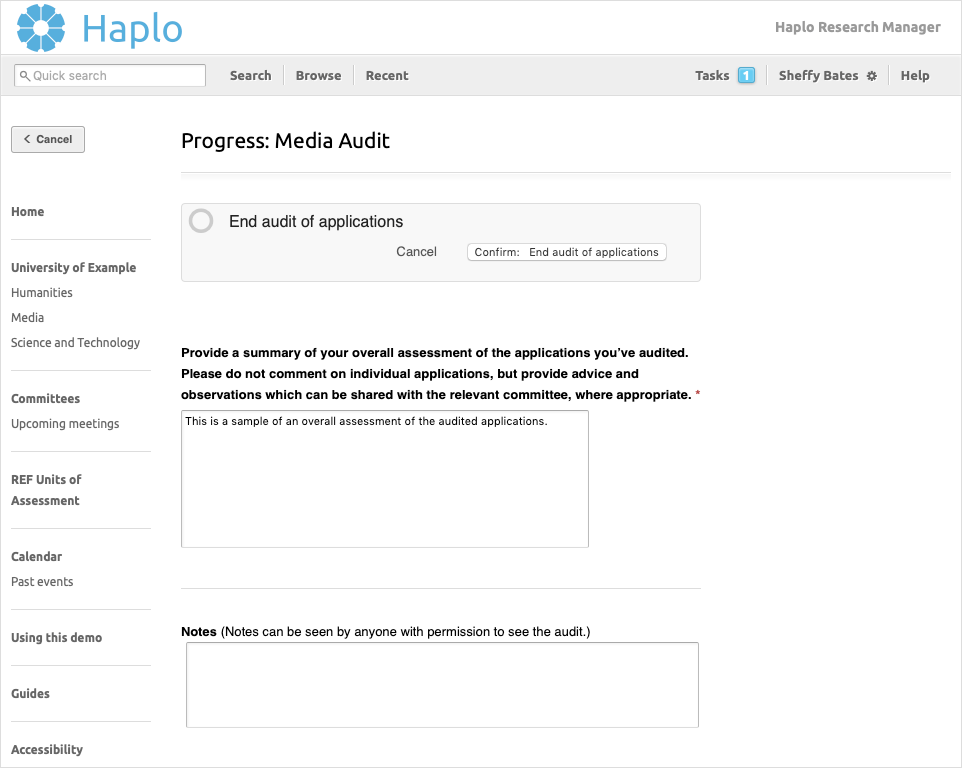 Haplo
Haplo Research Manager
Quick search
Search
Browse
Recent
Tasks 1
Sheffy Bates
Help
Cancel
Progress: Media Audit
Home
University of Example
Humanities
Media
Science and Technology
Committees
Upcoming meetings
REF Units of
Assessment
Calendar
Past events
Using this demo
Guides
Accessibility
End audit of applications
Cancel
Confirm: End audit of applications
Provide a summary of your overall assessment of the applications you’ve audited.
Please do not comment on individual applications, but provide advice and
observations which can be shared with the relevant committee, where appropriate. *
This is a sample of an overall assessment of the audited applications.
Notes (Notes can be seen by anyone with permission to see the audit.)